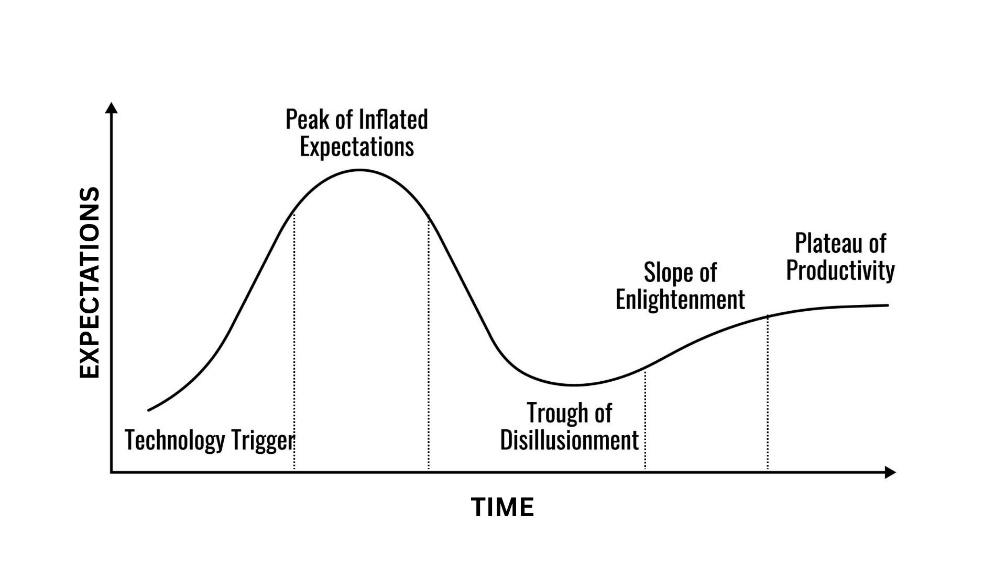 Peak of Inflated
Expectations
EXPECTATIONS
Plateau of
Productivity
Slope of
Enlightenment
Trough of
Disillusionment
Technology Trigger
TIME